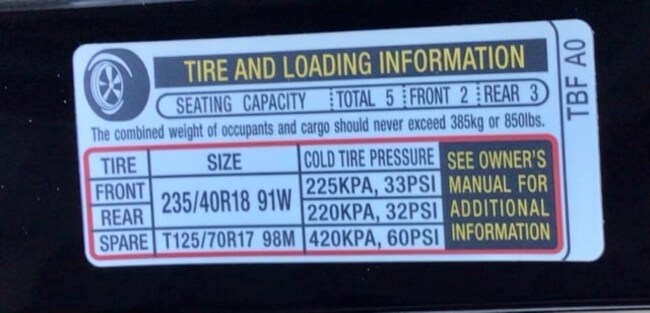 TIRE AND LOADING INFORMATION
SEATING CAPACITY TOTAL 5 FRONT 2 REAR 3
The combined weight of occupants and cargo should never exceed 385kg or 850lbs.
TIRE SIZE COLD TIRE PRESSURE
FRONT 235/40R18 91W 225KPA, 33PSI
REAR 220KPA, 32PSI
SPARE T125/70R17 98M 420KPA, 60PSI
SEE OWNER'S
MANUAL FOR
ADDITIONAL
INFORMATION
TBF A0